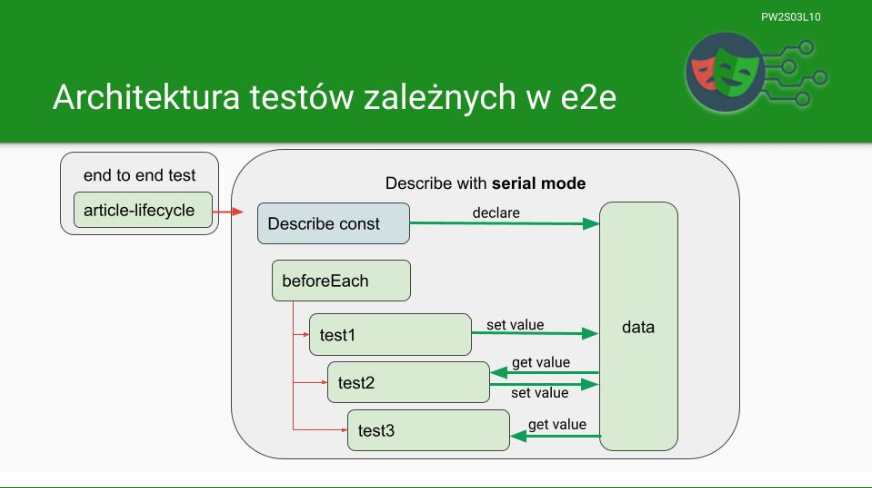 PW2S03L10
Architektura testów zależnych w e2e
end to end test
article-lifecycle
Describe with serial mode
Describe const
declare
beforeEach
test1
set value
data
get value
test2
set value
get value
test3